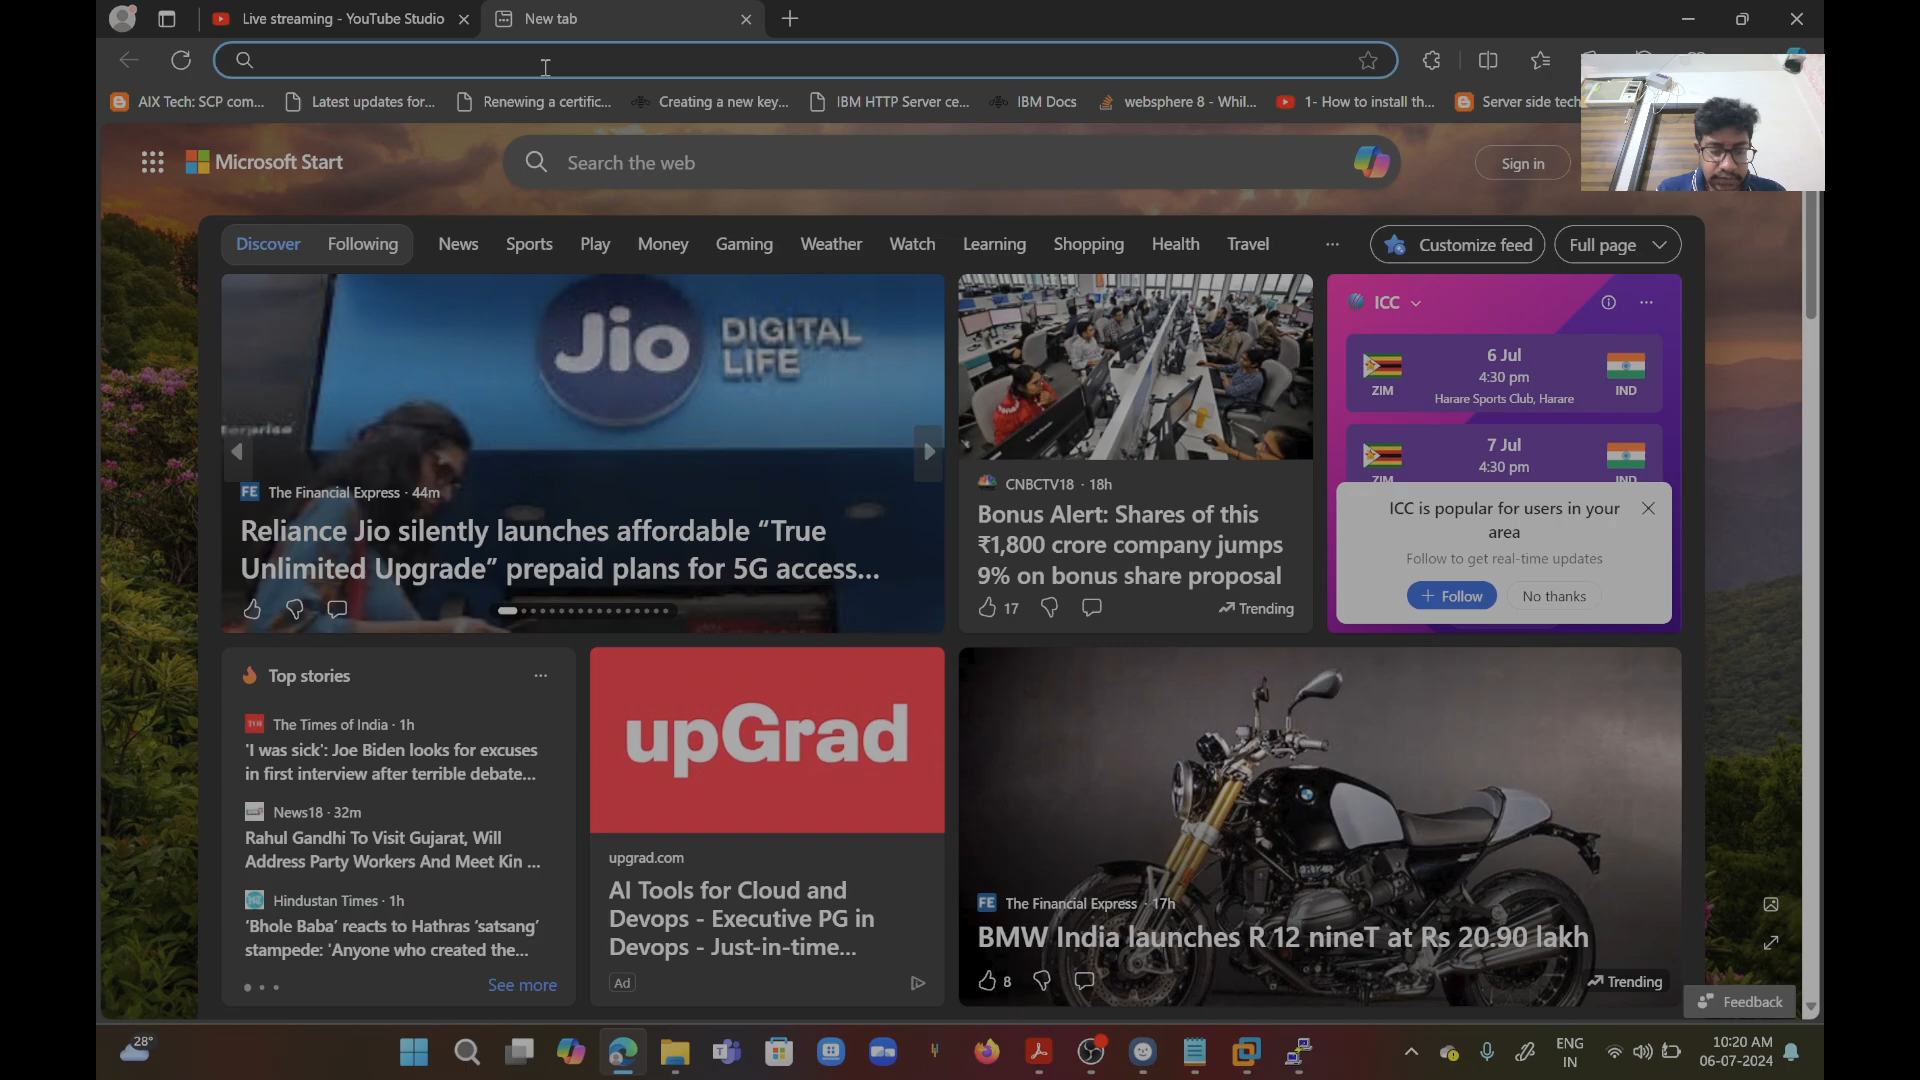 Live streaming - YouTube Studio
New tab
AIX Tech: SCP com...
Latest updates for...
Renewing a certific...
Creating a new key...
IBM HTTP Server ce...
IBM Docs
websphere 8 - Whil...
1- How to install th...
Server side tech
Microsoft Start
Search the web
Sign in
Discover
Following
News
Sports
Play
Money
Gaming
Weather
Watch
Learning
Shopping
Health
Travel
Customize feed
Full page
Jio
DIGITAL
LIFE
FE The Financial Express · 44m
Reliance Jio silently launches affordable “True
Unlimited Upgrade” prepaid plans for 5G access...
CNBCTV18 · 18h
Bonus Alert: Shares of this
₹1,800 crore company jumps
9% on bonus share proposal
17
Trending
ICC
6 Jul
4:30 pm
ZIM
IND
Harare Sports Club, Harare
7 Jul
4:30 pm
ZIM
IND
ICC is popular for users in your
area
Follow to get real-time updates
+ Follow
No thanks
Top stories
The Times of India · 1h
'I was sick': Joe Biden looks for excuses
in first interview after terrible debate...
News18 · 32m
Rahul Gandhi To Visit Gujarat, Will
Address Party Workers And Meet Kin ...
Hindustan Times · 1h
‘Bhole Baba’ reacts to Hathras ‘satsang’
stampede: ‘Anyone who created the...
See more
upGrad
upgrad.com
AI Tools for Cloud and
Devops - Executive PG in
Devops - Just-in-time...
Ad
FE The Financial Express · 17h
BMW India launches R 12 nineT at Rs 20.90 lakh
8
Trending
Feedback
28°
ENG
IN
10:20 AM
06-07-2024